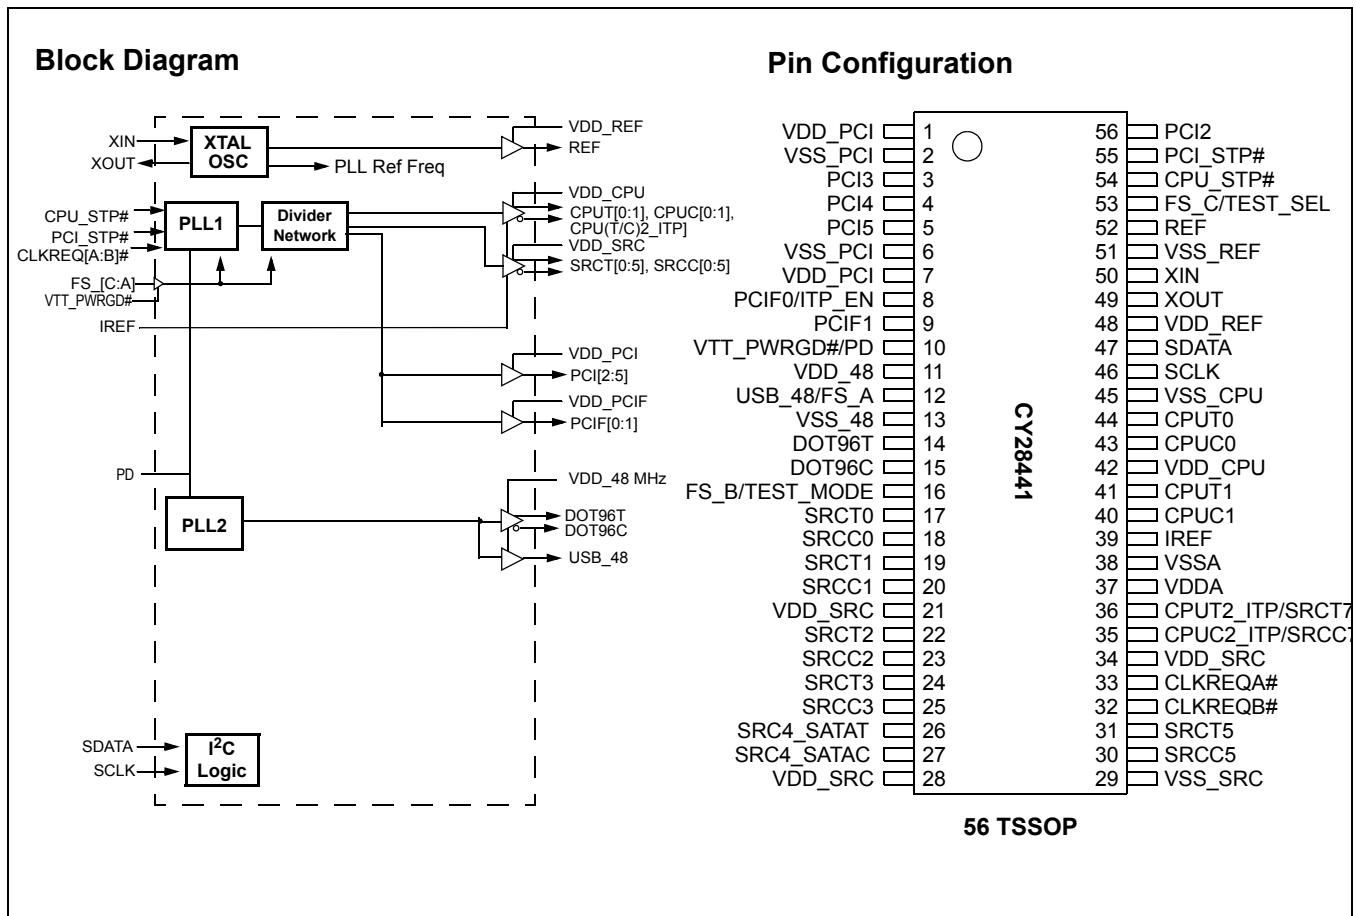 Block Diagram
XIN
XOUT
XTAL
OSC
VDD_REF
REF
PLL Ref Freq
CPU_STP#
PCI_STP#
CLKREQ[A:B]#
FS_[C:A]
VTT_PWRGD#
IREF
PLL1
Divider
Network
VDD_CPU
CPUT[0:1], CPUC[0:1],
CPU(T/C)2_ITP]
VDD_SRC
SRCT[0:5], SRCC[0:5]
VDD_PCI
PCI[2:5]
VDD_PCIF
PCIF[0:1]
PD
PLL2
VDD_48 MHz
DOT96T
DOT96C
USB_48
SDATA
SCLK
I2C
Logic
Pin Configuration
VDD_PCI 1
VSS_PCI 2
PCI3 3
PCI4 4
PCI5 5
VSS_PCI 6
VDD_PCI 7
PCIF0/ITP_EN 8
PCIF1 9
VTT_PWRGD#/PD 10
VDD_48 11
USB_48/FS_A 12
VSS_48 13
DOT96T 14
DOT96C 15
FS_B/TEST_MODE 16
SRCT0 17
SRCC0 18
SRCT1 19
SRCC1 20
VDD_SRC 21
SRCT2 22
SRCC2 23
SRCT3 24
SRCC3 25
SRC4_SATAT 26
SRC4_SATAC 27
VDD_SRC 28
CY28441
56 PCI2
55 PCI_STP#
54 CPU_STP#
53 FS_C/TEST_SEL
52 REF
51 VSS_REF
50 XIN
49 XOUT
48 VDD_REF
47 SDATA
46 SCLK
45 VSS_CPU
44 CPUT0
43 CPUC0
42 VDD_CPU
41 CPUT1
40 CPUC1
39 IREF
38 VSSA
37 VDDA
36 CPUT2_ITP/SRCT7
35 CPUC2_ITP/SRCC7
34 VDD_SRC
33 CLKREQA#
32 CLKREQB#
31 SRCT5
30 SRCC5
29 VSS_SRC
56 TSSOP